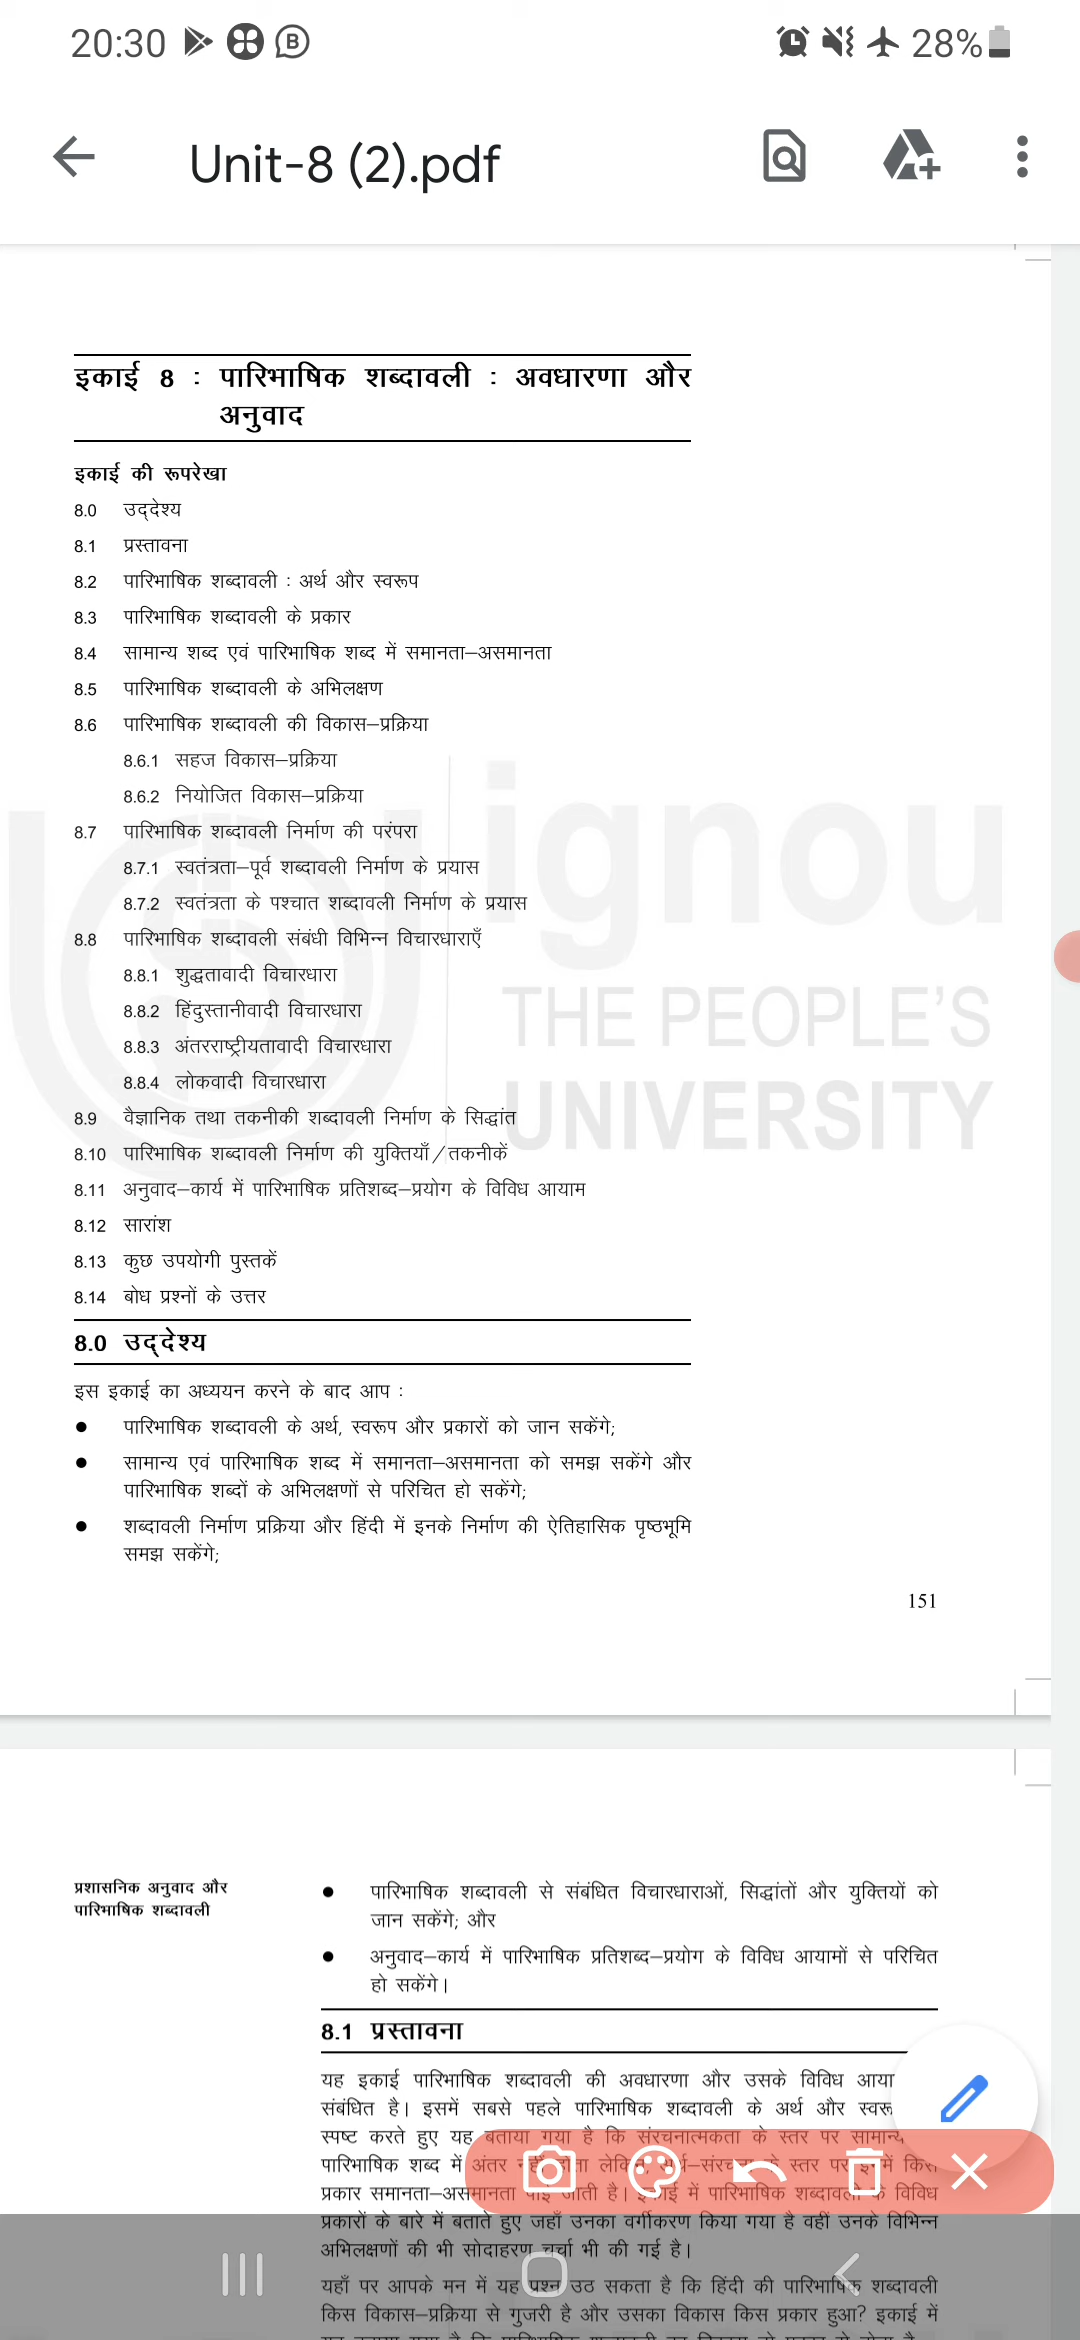 20:30
28%
Unit-8 (2).pdf
इकाई 8 : पारिभाषिक शब्दावली : अवधारणा और
अनुवाद
इकाई की रूपरेखा
8.0 उद्देश्य
8.1 प्रस्तावना
8.2 पारिभाषिक शब्दावली : अर्थ और स्वरूप
8.3 पारिभाषिक शब्दावली के प्रकार
8.4 सामान्य शब्द एवं पारिभाषिक शब्द में समानता–असमानता
8.5 पारिभाषिक शब्दावली के अभिलक्षण
8.6 पारिभाषिक शब्दावली की विकास–प्रक्रिया
8.6.1 सहज विकास–प्रक्रिया
8.6.2 नियोजित विकास–प्रक्रिया
8.7 पारिभाषिक शब्दावली निर्माण की परंपरा
8.7.1 स्वतंत्रता–पूर्व शब्दावली निर्माण के प्रयास
8.7.2 स्वतंत्रता के पश्चात शब्दावली निर्माण के प्रयास
8.8 पारिभाषिक शब्दावली संबंधी विभिन्न विचारधाराएँ
8.8.1 शुद्धतावादी विचारधारा
8.8.2 हिंदुस्तानीवादी विचारधारा
8.8.3 अंतरराष्ट्रीयतावादी विचारधारा
8.8.4 लोकवादी विचारधारा
8.9 वैज्ञानिक तथा तकनीकी शब्दावली निर्माण के सिद्धांत
8.10 पारिभाषिक शब्दावली निर्माण की युक्तियाँ/तकनीकें
8.11 अनुवाद–कार्य में पारिभाषिक प्रतिशब्द–प्रयोग के विविध आयाम
8.12 सारांश
8.13 कुछ उपयोगी पुस्तकें
8.14 बोध प्रश्नों के उत्तर
ignou
THE PEOPLE'S
UNIVERSITY
8.0 उद्देश्य
इस इकाई का अध्ययन करने के बाद आप :
● पारिभाषिक शब्दावली के अर्थ, स्वरूप और प्रकारों को जान सकेंगे;
● सामान्य एवं पारिभाषिक शब्द में समानता–असमानता को समझ सकेंगे और
पारिभाषिक शब्दों के अभिलक्षणों से परिचित हो सकेंगे;
● शब्दावली निर्माण प्रक्रिया और हिंदी में इनके निर्माण की ऐतिहासिक पृष्ठभूमि
समझ सकेंगे;
151
प्रशासनिक अनुवाद और
पारिभाषिक शब्दावली
● पारिभाषिक शब्दावली से संबंधित विचारधाराओं, सिद्धांतों और युक्तियों को
जान सकेंगे; और
● अनुवाद–कार्य में पारिभाषिक प्रतिशब्द–प्रयोग के विविध आयामों से परिचित
हो सकेंगे।
8.1 प्रस्तावना
यह इकाई पारिभाषिक शब्दावली की अवधारणा और उसके विविध
संबंधित है। इसमें सबसे पहले पारिभाषिक शब्दावली के अर्थ और
स्पष्ट करते हुए यह बताया गया है कि संरचनात्मकता के स्तर पर
पारिभाषिक शब्द में अंतर नहीं होता लेकिन, स्तर पर इनमें
प्रकार समानता–असमानता पाई जाती है। इकाई में पारिभाषिक शब्दावली के विविध
प्रकारों के बारे में बताते हुए जहाँ उनका वर्गीकरण किया गया है वहीं उनके विभिन्न
अभिलक्षणों की भी सोदाहरण चर्चा भी की गई है।
यहाँ पर आपके मन में यह प्रश्न उठ सकता है कि हिंदी की पारिभाषिक शब्दावली
किस विकास–प्रक्रिया से गुजरी है और उसका विकास किस प्रकार हुआ? इकाई में